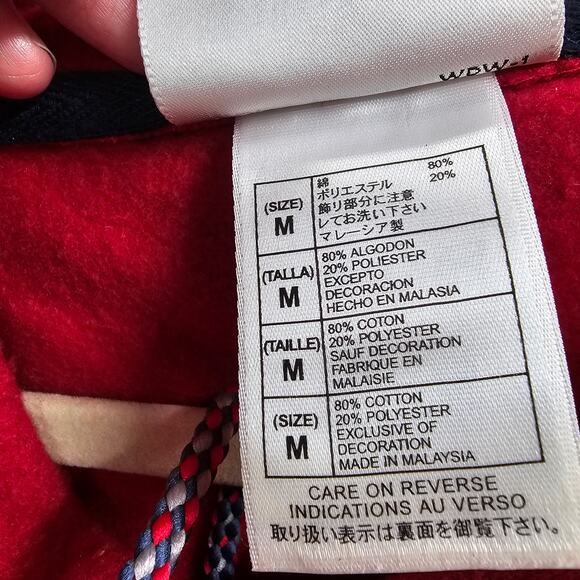 WPW-1
(SIZE)
M
綿 80%
ポリエステル 20%
飾り部分に注意
してお洗い下さい
マレーシア製
(TALLA)
M
80% ALGODON
20% POLIESTER
EXCEPTO
DECORACION
HECHO EN MALASIA
(TAILLE)
M
80% COTON
20% POLYESTER
SAUF DECORATION
FABRIQUE EN
MALAISIE
(SIZE)
M
80% COTTON
20% POLYESTER
EXCLUSIVE OF
DECORATION
MADE IN MALAYSIA
CARE ON REVERSE
INDICATIONS AU VERSO
取り扱い表示は裏面を御覧下さい。